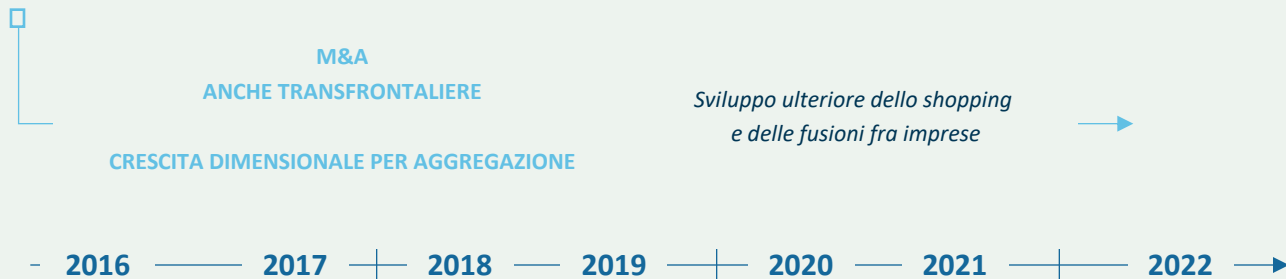 M&A
ANCHE TRANSFRONTALIERE
CRESCITA DIMENSIONALE PER AGGREGAZIONE
Sviluppo ulteriore dello shopping
e delle fusioni fra imprese
2016 2017 2018 2019 2020 2021 2022